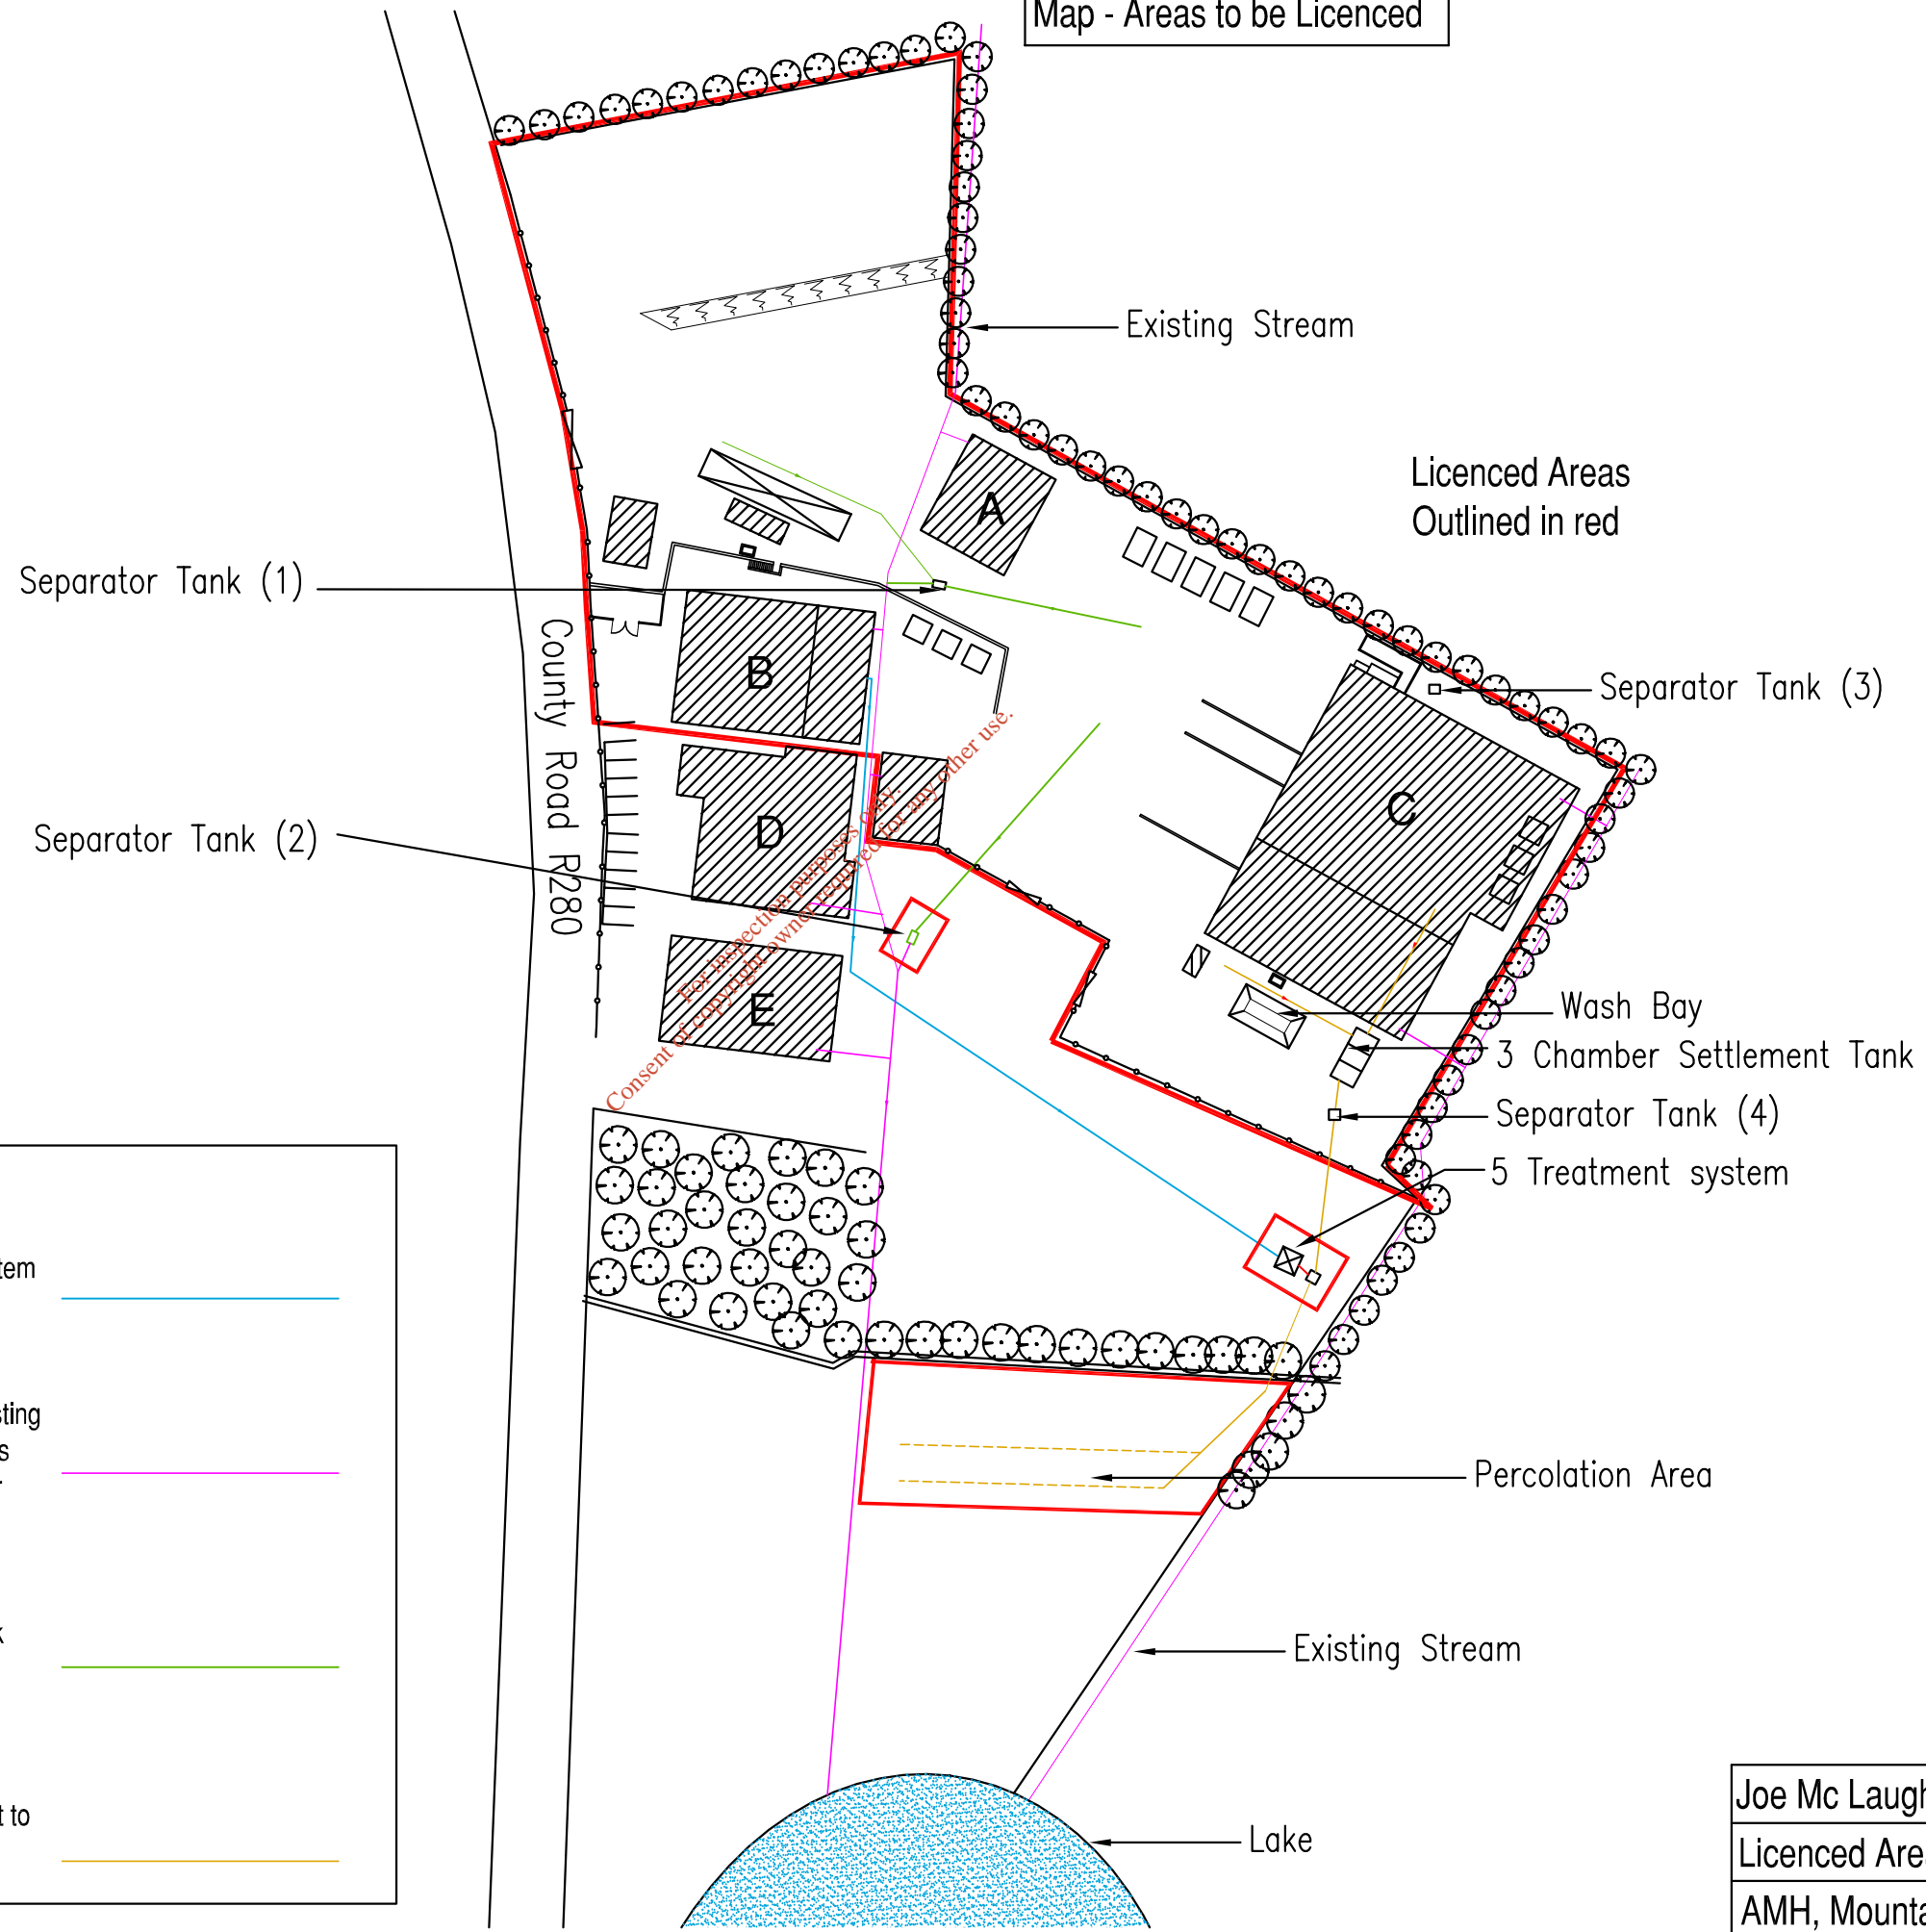 Map - Areas to be Licenced
Existing Stream
Licenced Areas
Outlined in red
A
Separator Tank (1)
B
County Road R280
Separator Tank (3)
C
Separator Tank (2)
D
For inspection purposes only.
Consent of copyright owner required for any other use.
E
Wash Bay
3 Chamber Settlement Tank
Separator Tank (4)
5 Treatment system
Percolation Area
Existing Stream
Lake
t to
Joe Mc Laugh
Licenced Area
AMH, Mounta